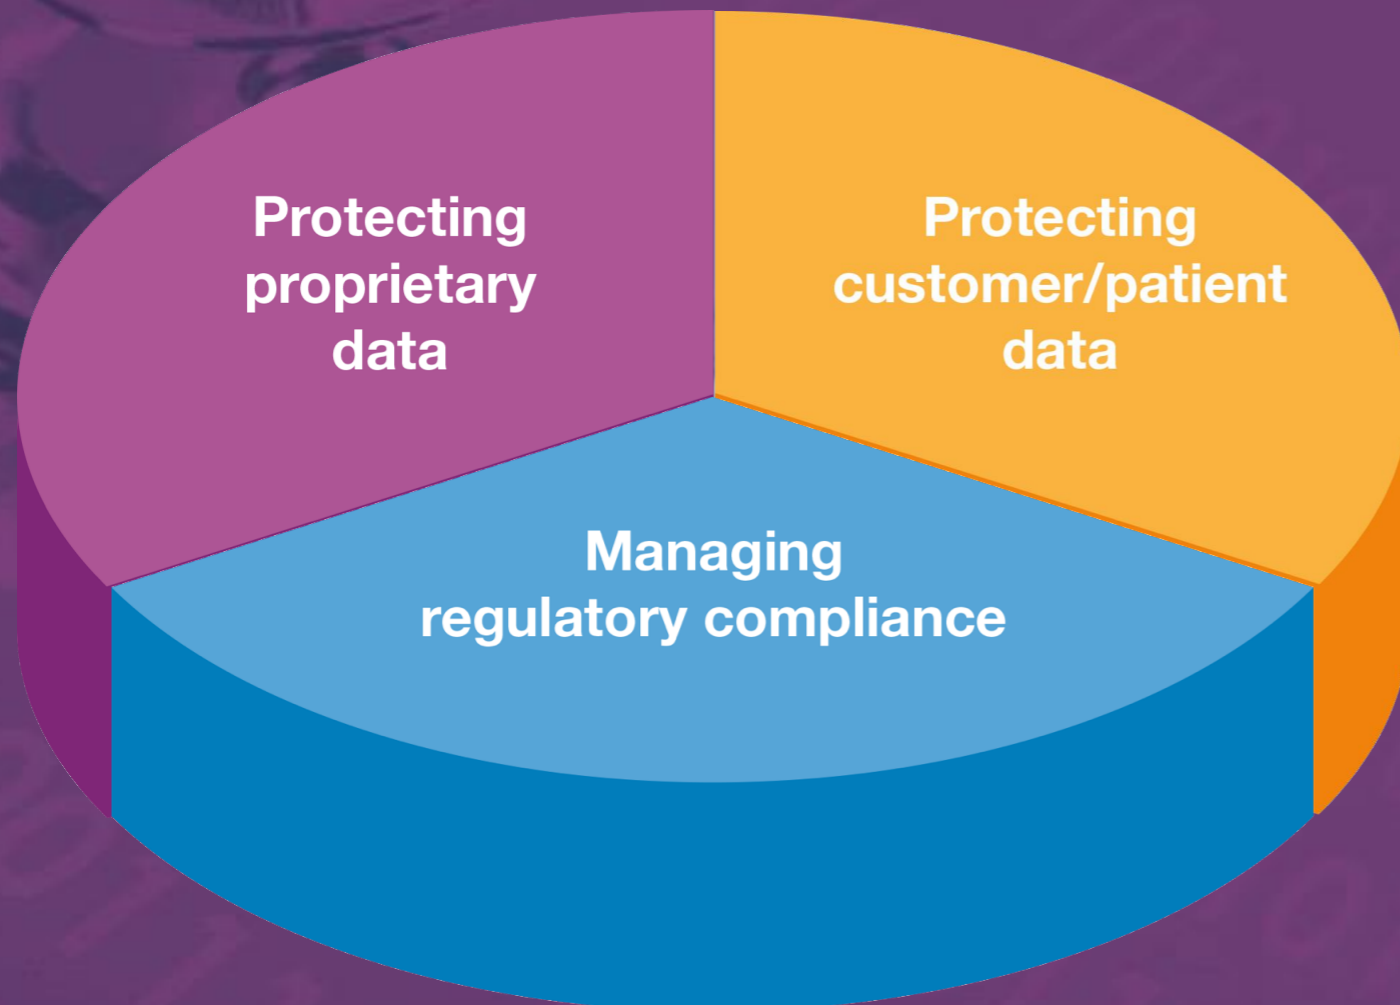 Protecting
proprietary
data
Protecting
customer/patient
data
Managing
regulatory compliance